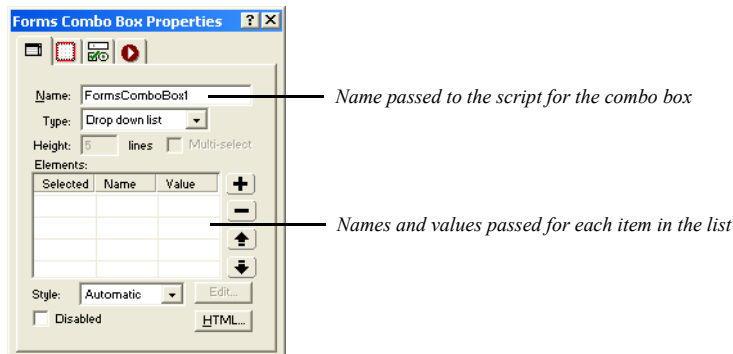 Forms Combo Box Properties
Name: FormsComboBox1
Name passed to the script for the combo box
Type: Drop down list
Height: 5 lines Multi-select
Elements:
Selected Name Value
Names and values passed for each item in the list
Style: Automatic Edit...
Disabled HTML...